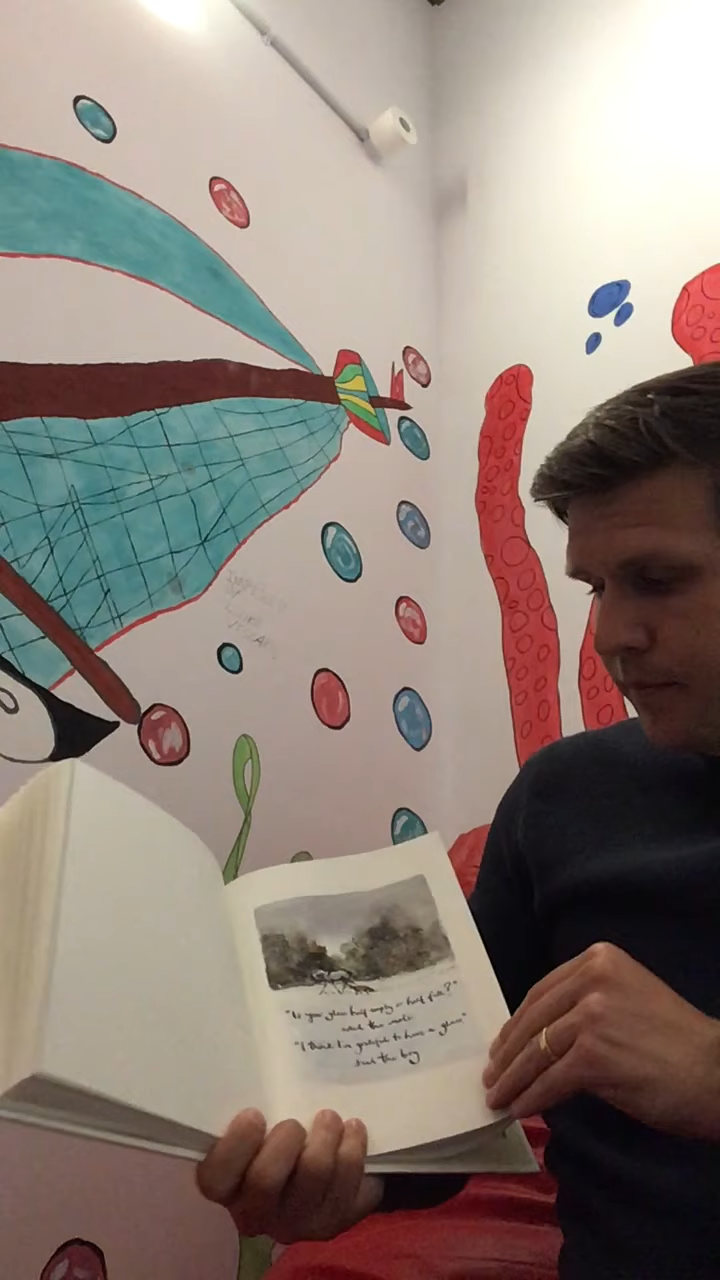 "Is your glass half empty or half full?"
asked the mole
"I think I'm grateful to have a glass"
said the boy